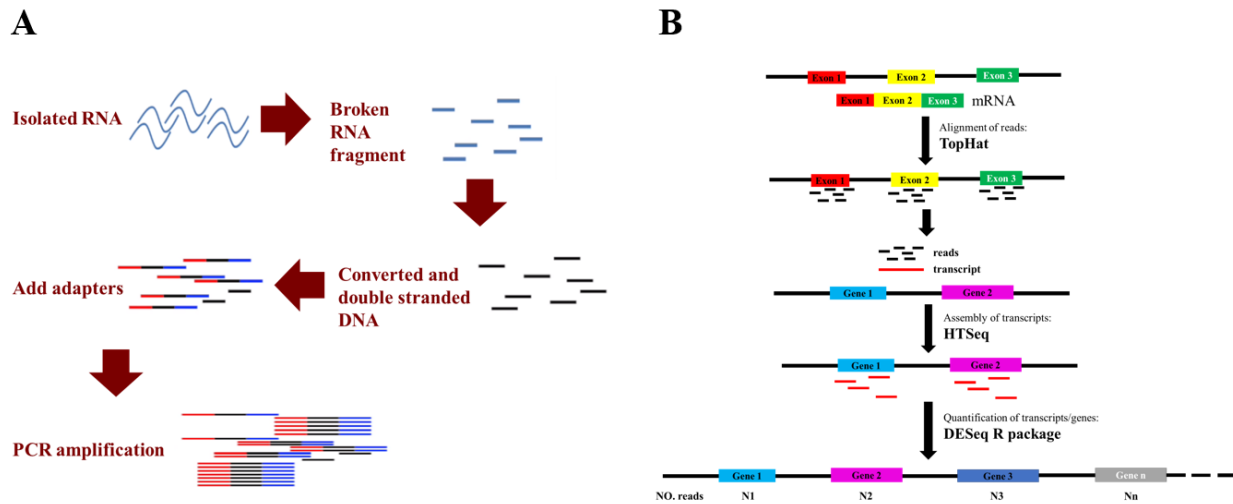 A
Isolated RNA
Broken
RNA
fragment
Add adapters
Converted and
double stranded
DNA
PCR amplification
B
Exon 1 Exon 2 Exon 3
Exon 1 Exon 2 Exon 3 mRNA
Alignment of reads:
TopHat
Exon 1 Exon 2 Exon 3
reads
transcript
Gene 1 Gene 2
Assembly of transcripts:
HTSeq
Gene 1 Gene 2
Quantification of transcripts/genes:
DESeq R package
Gene 1 Gene 2 Gene 3 Gene n
NO. reads N1 N2 N3 Nn